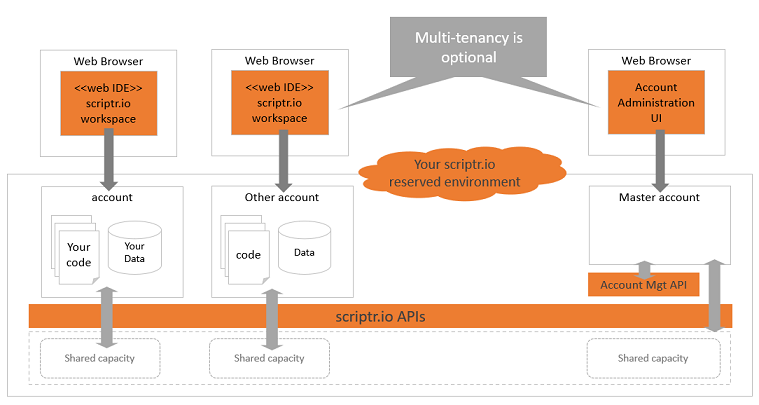 Multi-tenancy is
optional
Web Browser
<<web IDE>>
scriptr.io
workspace
Web Browser
<<web IDE>>
scriptr.io
workspace
Web Browser
Account
Administration
UI
Your scriptr.io
reserved environment
account
Your
code
Your
Data
Other account
code
Data
Master account
Account Mgt API
scriptr.io APIs
Shared capacity
Shared capacity
Shared capacity